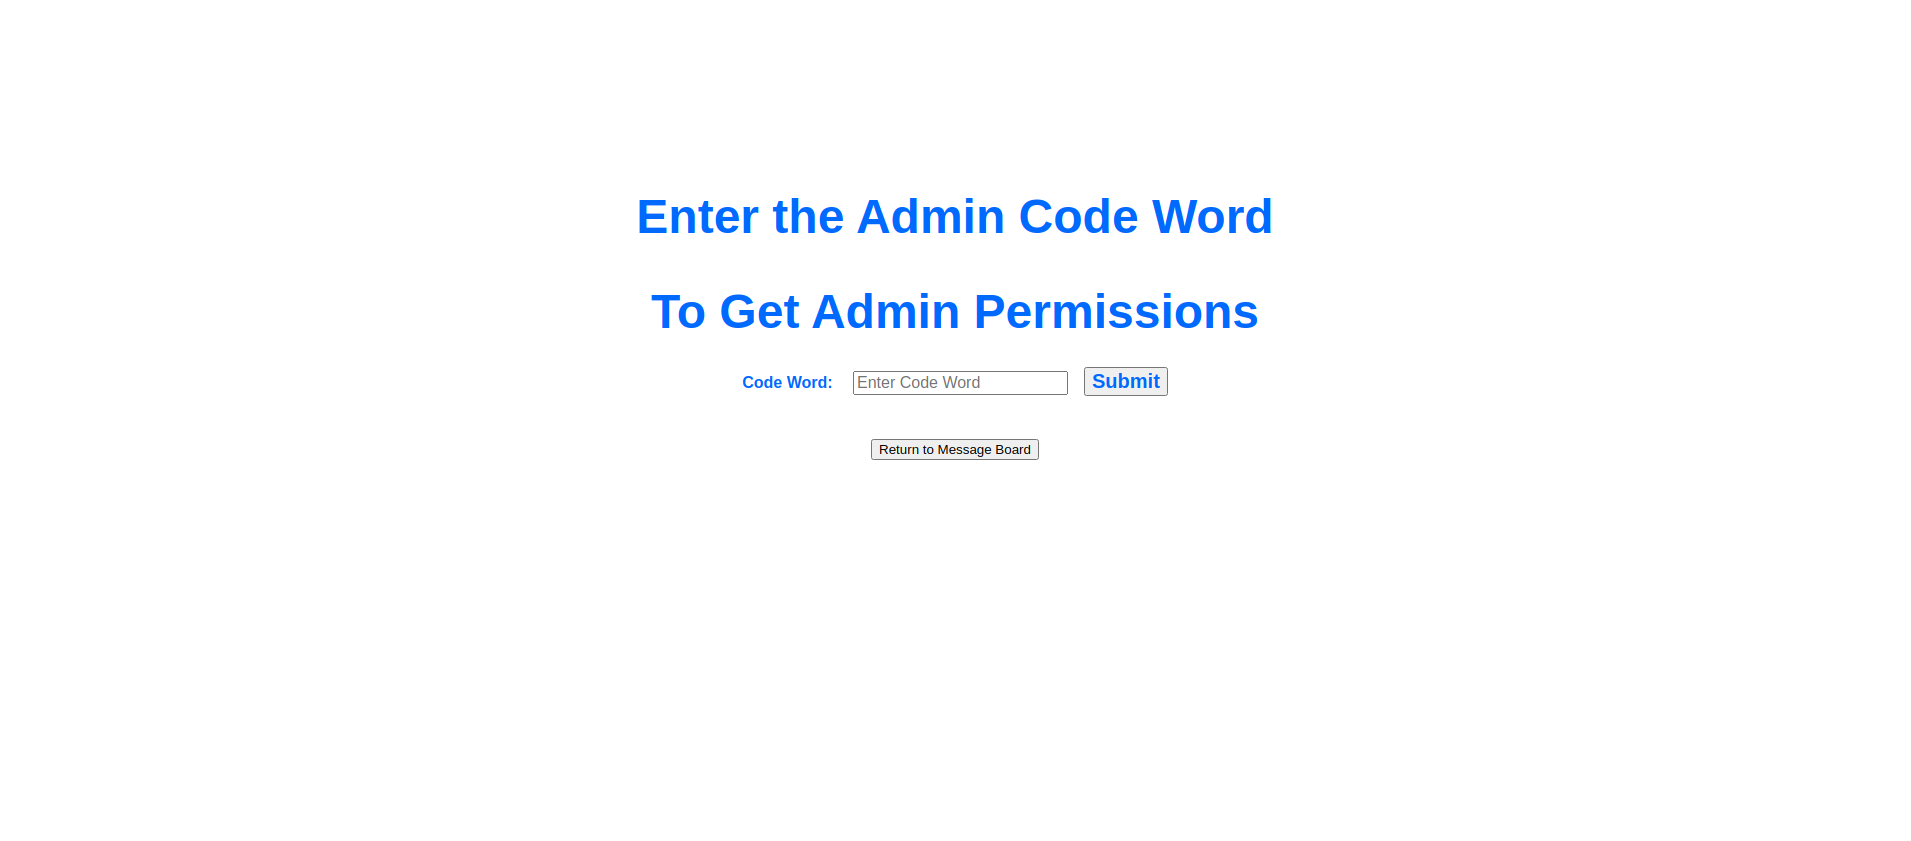 Enter the Admin Code Word
To Get Admin Permissions
Code Word: Enter Code Word Submit
Return to Message Board